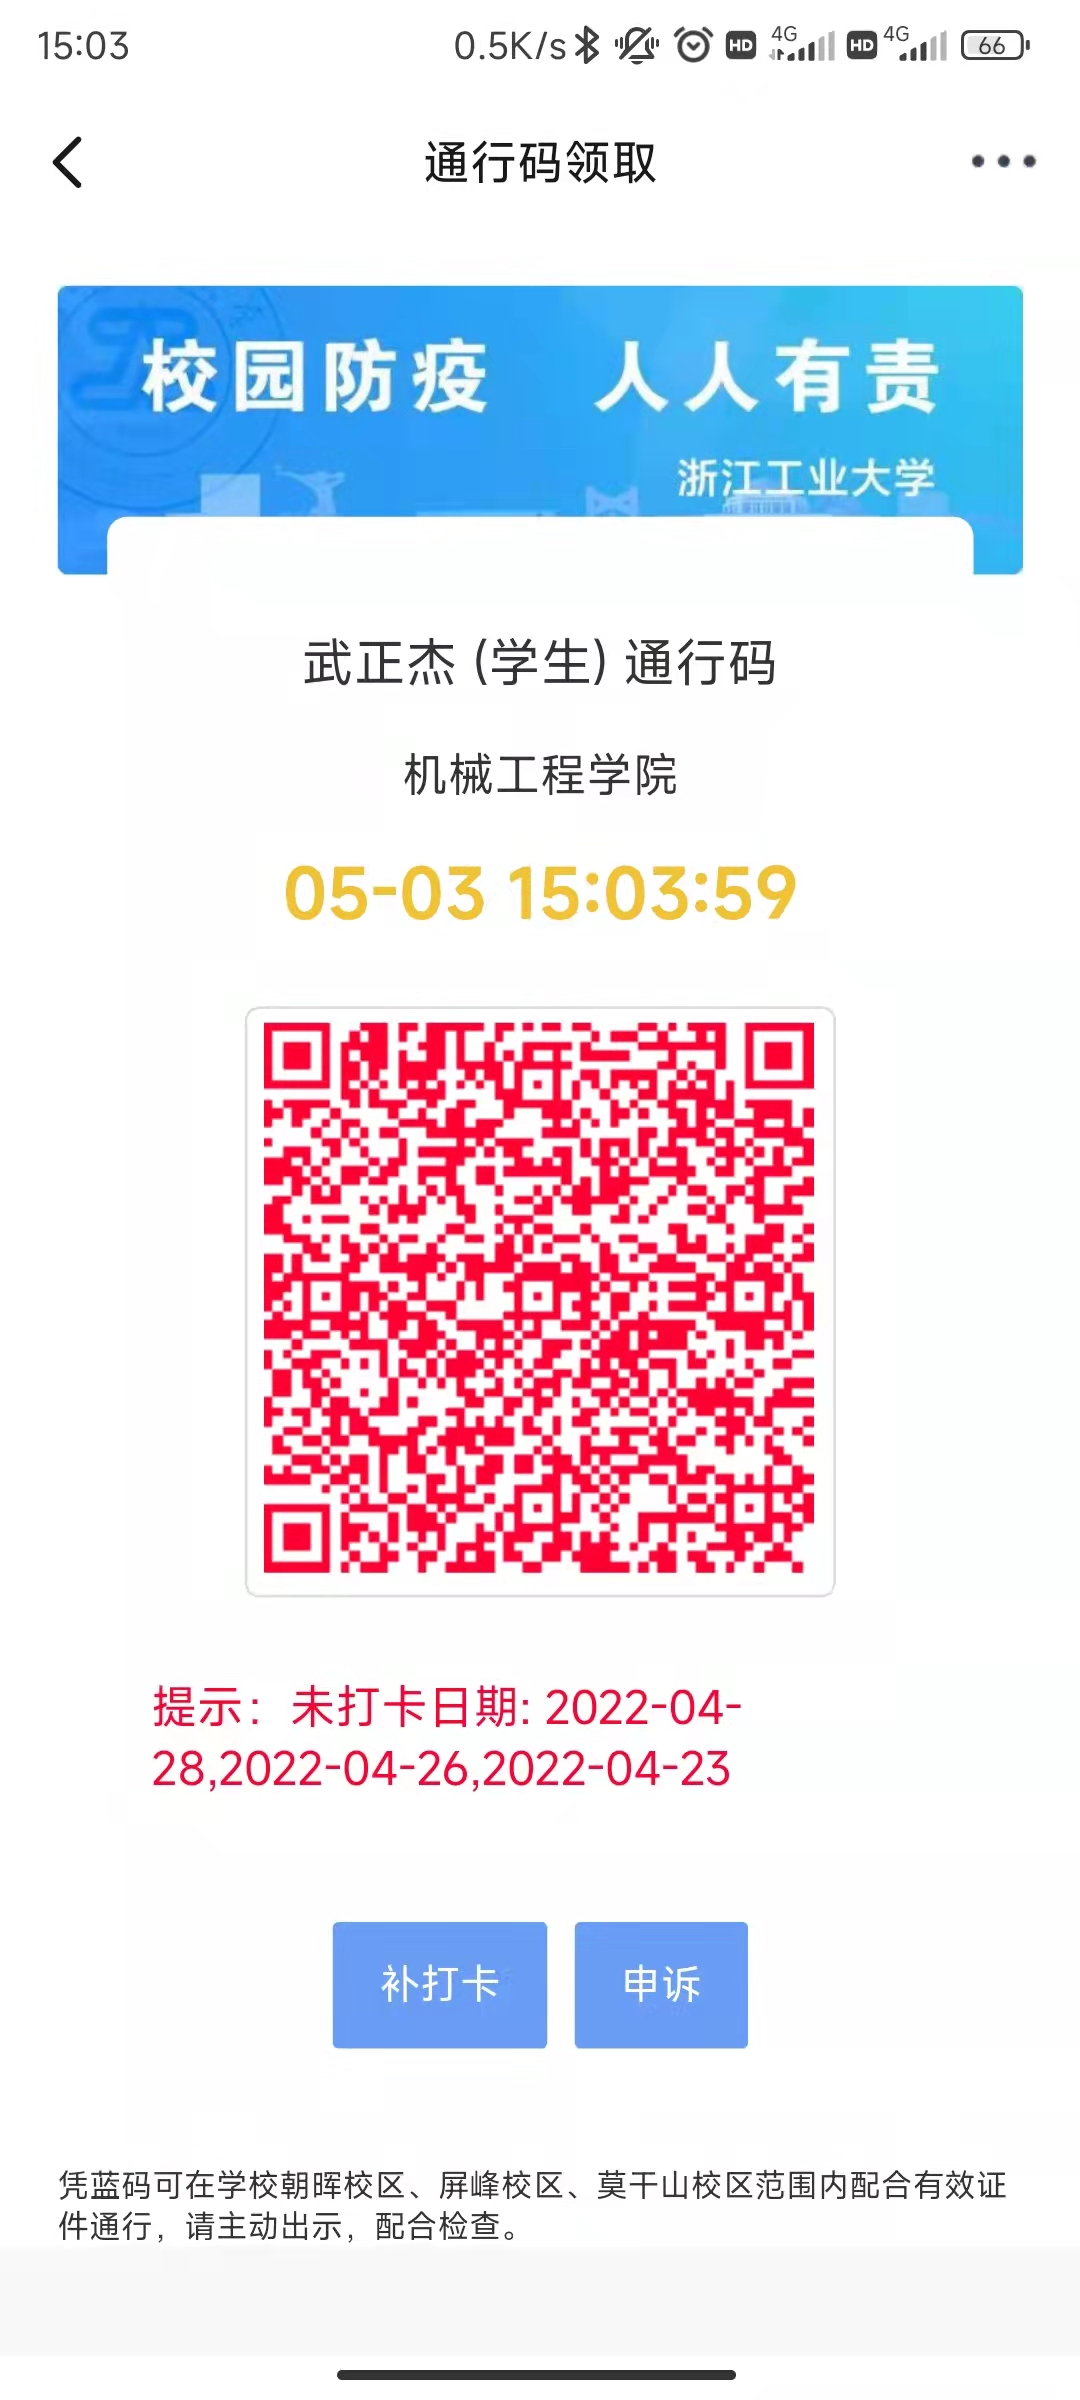 15:03
0.5K/s HD 4G HD 4G 66
通行码领取
校园防疫 人人有责
浙江工业大学
武正杰 (学生) 通行码
机械工程学院
05-03 15:03:59
提示：未打卡日期: 2022-04-
28,2022-04-26,2022-04-23
补打卡 申诉
凭蓝码可在学校朝晖校区、屏峰校区、莫干山校区范围内配合有效证
件通行，请主动出示，配合检查。